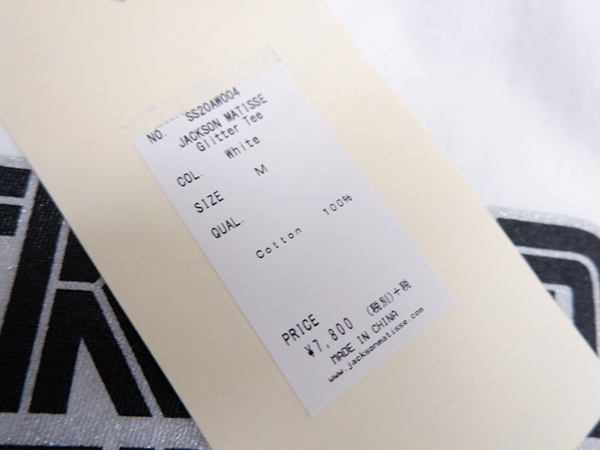 NO. SS20AW004
JACKSON MATISSE
Glitter Tee
COL. White
SIZE M
QUAL.
Cotton 100%
PRICE
¥7,800 (税別)+税
MADE IN CHINA
www.jacksonmatisse.com